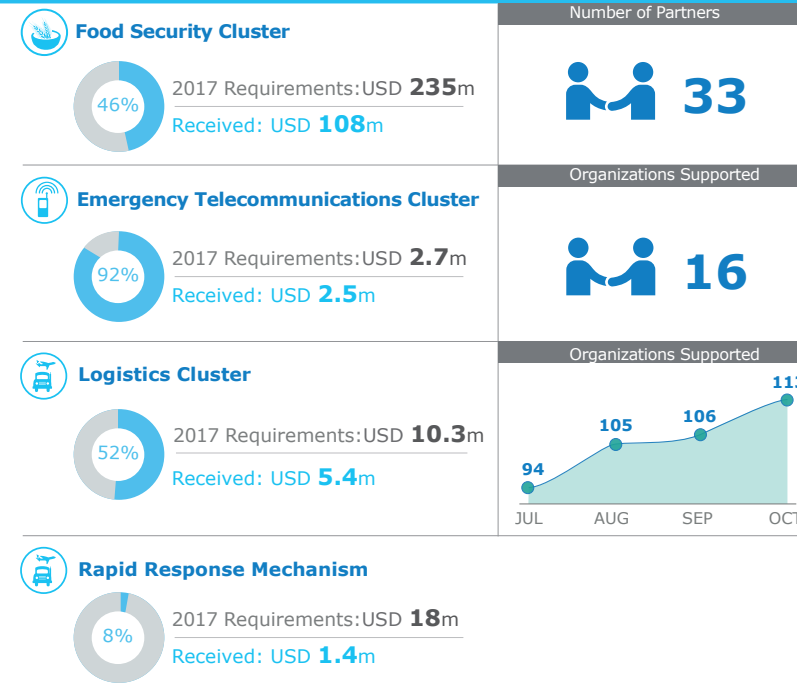 Food Security Cluster
46%
2017 Requirements:USD 235m
Received: USD 108m
Number of Partners
33
Emergency Telecommunications Cluster
92%
2017 Requirements:USD 2.7m
Received: USD 2.5m
Organizations Supported
16
Logistics Cluster
52%
2017 Requirements:USD 10.3m
Received: USD 5.4m
Organizations Supported
94
105
106
113
JUL AUG SEP OCT
Rapid Response Mechanism
8%
2017 Requirements:USD 18m
Received: USD 1.4m